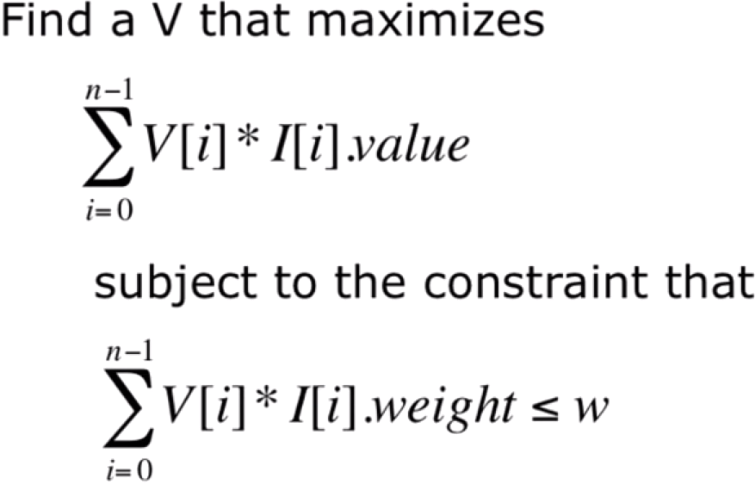 Find a V that maximizes
n−1
∑ V[i] * I[i].value
i=0
subject to the constraint that
n−1
∑ V[i] * I[i].weight ≤ w
i=0